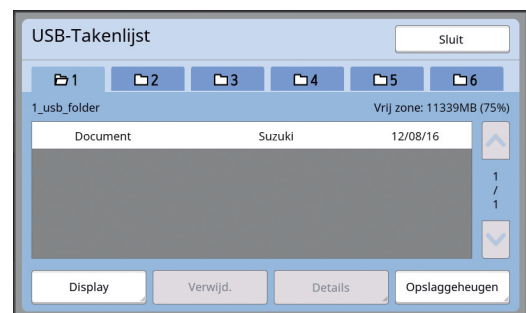 USB-Takenlijst Sluit
1 2 3 4 5 6
1_usb_folder Vrij zone: 11339MB (75%)
Document Suzuki 12/08/16
1
/
1
Display Verwijd. Details Opslaggeheugen